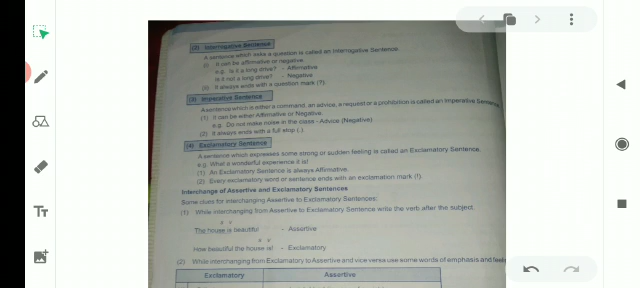 (2) Interrogative Sentence
A sentence which asks a question is called an Interrogative Sentence.
(i) It can be affirmative or negative.
e.g. Is it a long drive? - Affirmative
Is it not a long drive? - Negative
(ii) It always ends with a question mark (?).
(3) Imperative Sentence
A sentence which is either a command, an advice, a request or a prohibition is called an Imperative Sentence
(1) It can be either Affirmative or Negative.
e.g. Do not make noise in the class - Advice (Negative)
(2) It always ends with a full stop (.)
(4) Exclamatory Sentence
A sentence which expresses some strong or sudden feeling is called an Exclamatory Sentence.
e.g. What a wonderful experience it is!
(1) An Exclamatory Sentence is always Affirmative.
(2) Every exclamatory word or sentence ends with an exclamation mark (!).
Interchange of Assertive and Exclamatory Sentences
Some clues for interchanging Assertive to Exclamatory Sentences:
(1) While interchanging from Assertive to Exclamatory Sentence write the verb after the subject.
The house is beautiful - Assertive
How beautiful the house is! - Exclamatory
(2) While interchanging from Exclamatory to Assertive and vice versa use some words of emphasis and
Exclamatory Assertive